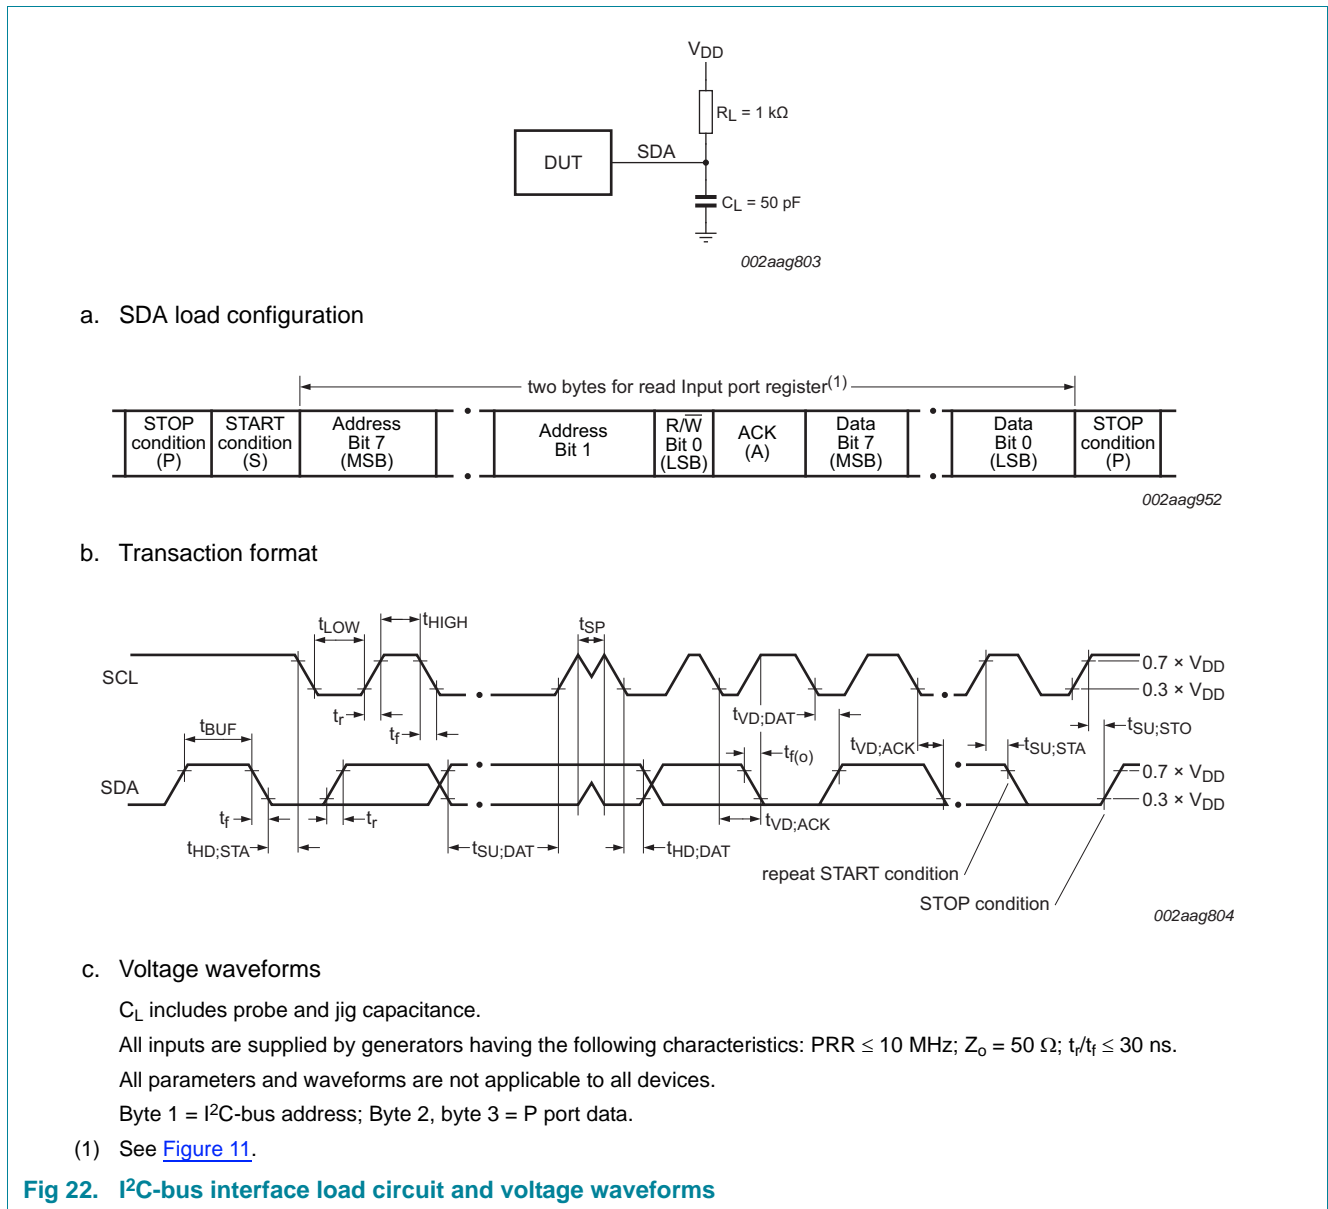 VDD
RL = 1 kΩ
DUT
SDA
CL = 50 pF
002aag803
a. SDA load configuration
two bytes for read Input port register(1)
STOP condition (P)
START condition (S)
Address Bit 7 (MSB)
Address Bit 1
R/W̅ Bit 0 (LSB)
ACK (A)
Data Bit 7 (MSB)
Data Bit 0 (LSB)
STOP condition (P)
002aag952
b. Transaction format
tLOW
tHIGH
tSP
SCL
0.7 × VDD
0.3 × VDD
tr
tf
tVD;DAT
tSU;STO
tBUF
tf(o)
tVD;ACK
tSU;STA
SDA
0.7 × VDD
0.3 × VDD
tf
tr
tVD;ACK
tHD;STA
tSU;DAT
tHD;DAT
repeat START condition
STOP condition
002aag804
c. Voltage waveforms
CL includes probe and jig capacitance.
All inputs are supplied by generators having the following characteristics: PRR ≤ 10 MHz; Zo = 50 Ω; tr/tf ≤ 30 ns.
All parameters and waveforms are not applicable to all devices.
Byte 1 = I²C-bus address; Byte 2, byte 3 = P port data.
(1) See Figure 11.
Fig 22. I²C-bus interface load circuit and voltage waveforms